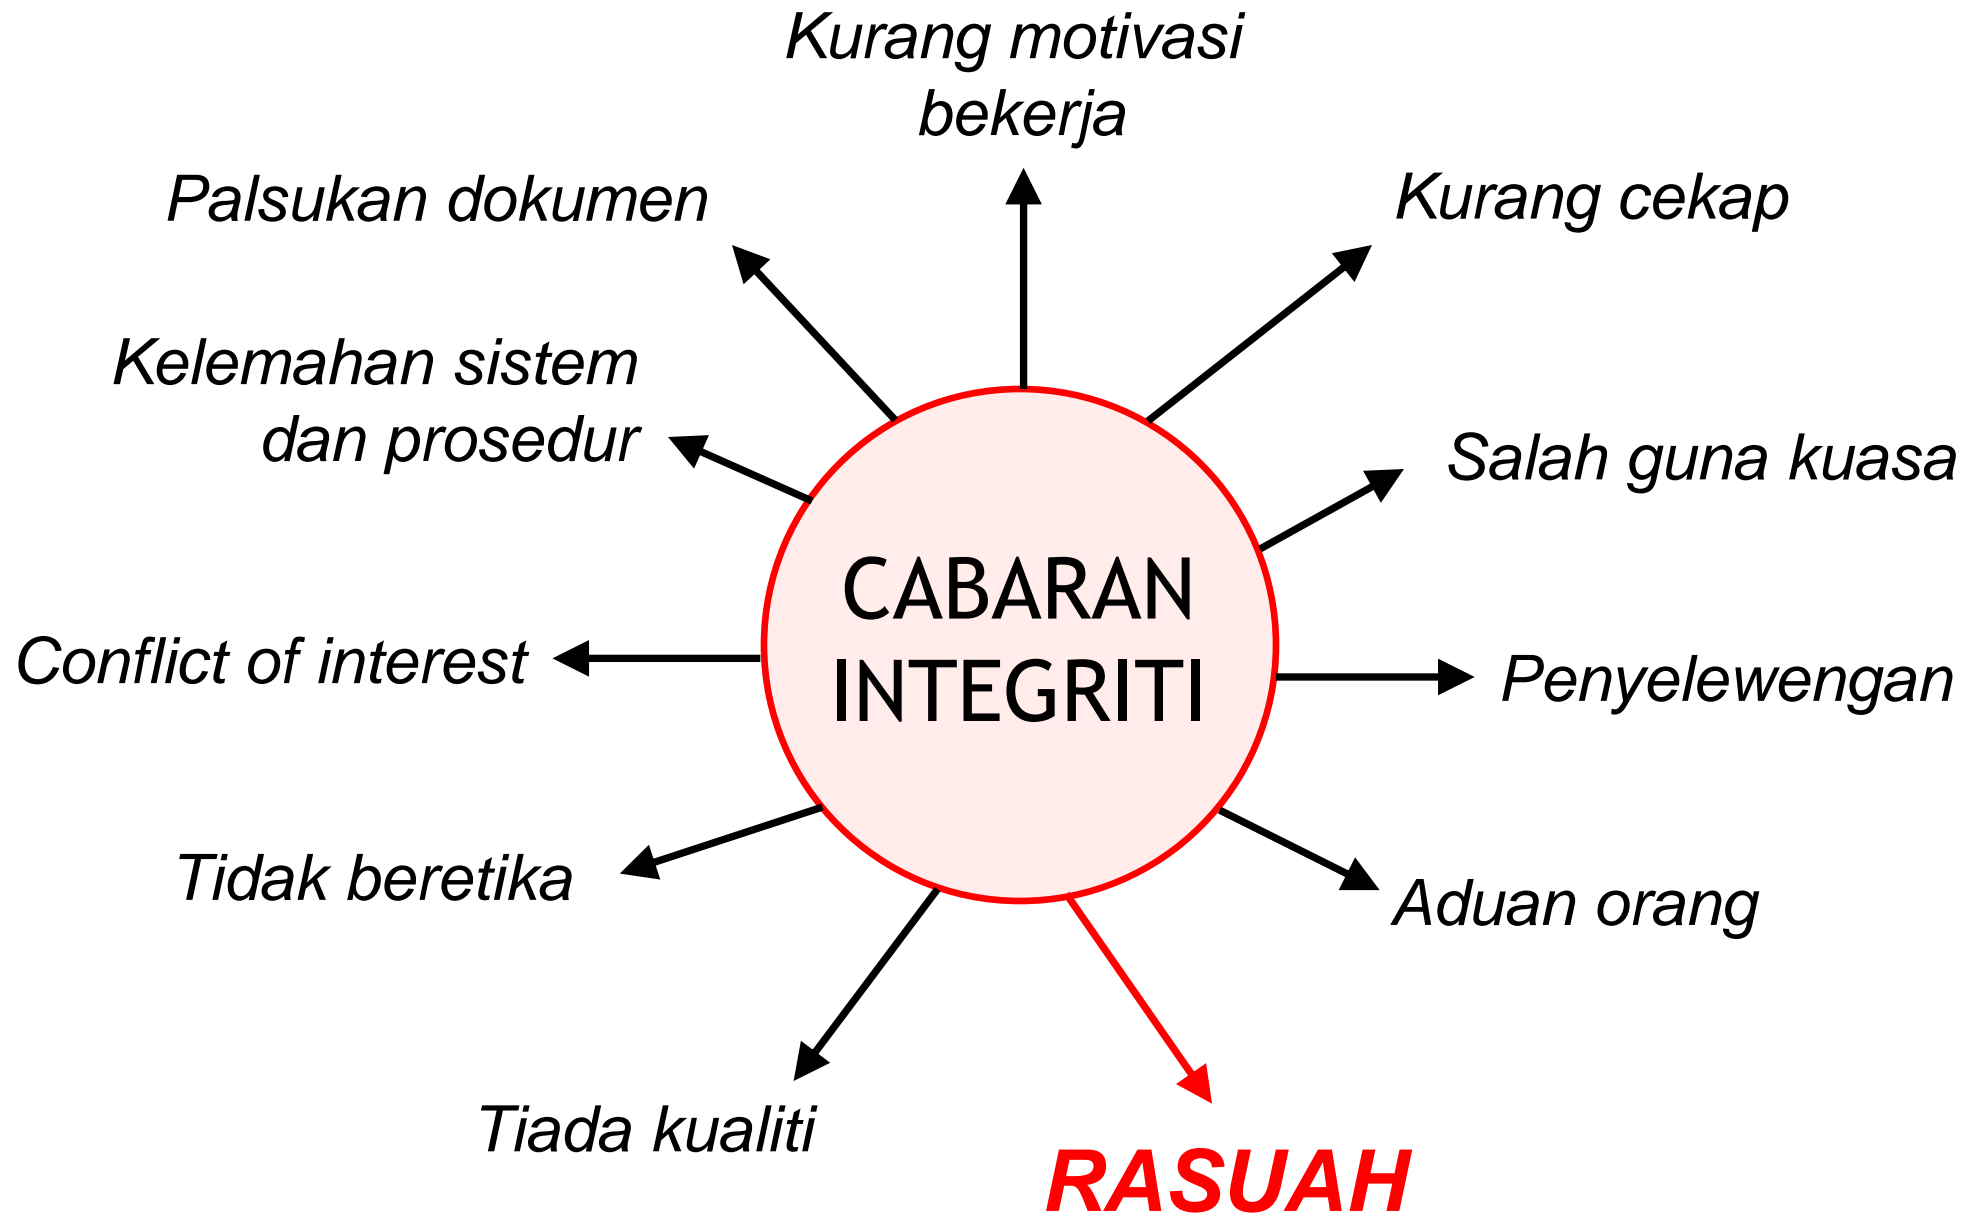 Kurang motivasi
bekerja
Palsukan dokumen
Kurang cekap
Kelemahan sistem
dan prosedur
Salah guna kuasa
CABARAN
INTEGRITI
Conflict of interest
Penyelewengan
Tidak beretika
Aduan orang
Tiada kualiti
RASUAH